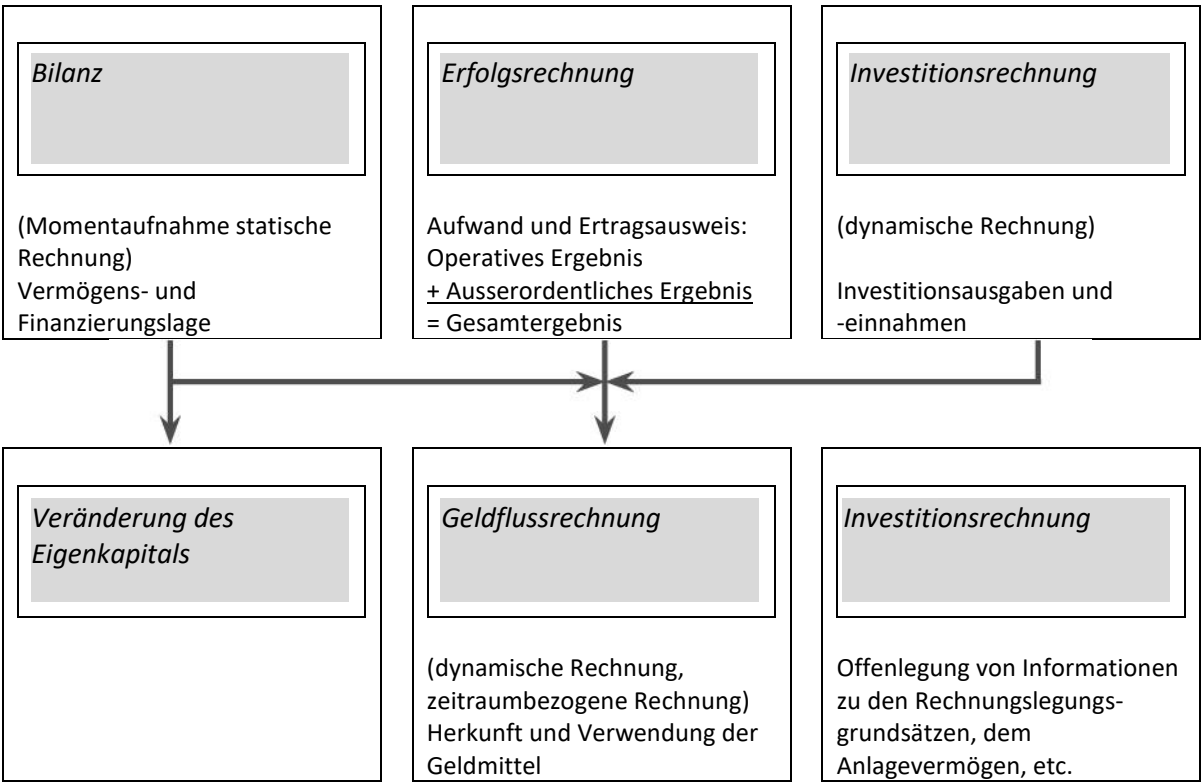 Bilanz
(Momentaufnahme statische
Rechnung)
Vermögens- und
Finanzierungslage
Erfolgsrechnung
Aufwand und Ertragsausweis:
Operatives Ergebnis
+ Ausserordentliches Ergebnis
= Gesamtergebnis
Investitionsrechnung
(dynamische Rechnung)
Investitionsausgaben und
-einnahmen
Veränderung des
Eigenkapitals
Geldflussrechnung
(dynamische Rechnung,
zeitraumbezogene Rechnung)
Herkunft und Verwendung der
Geldmittel
Investitionsrechnung
Offenlegung von Informationen
zu den Rechnungslegungs-
grundsätzen, dem
Anlagevermögen, etc.